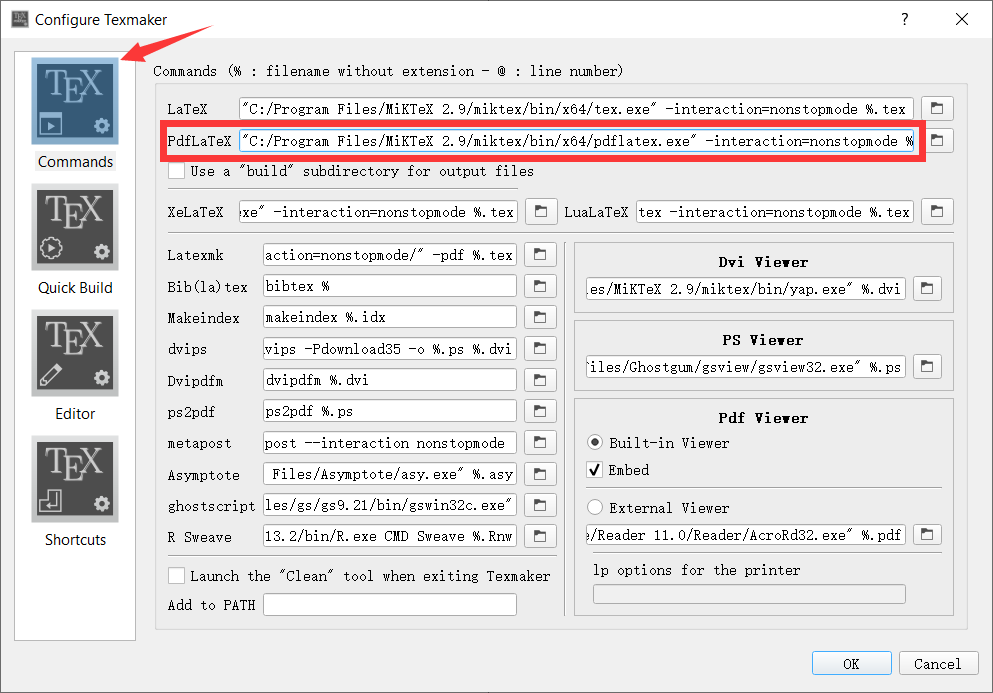 Configure Texmaker
?
TEX
Commands
TEX
Quick Build
TEX
Editor
TEX
Shortcuts
Commands (% : filename without extension - @ : line number)
LaTeX "C:/Program Files/MiKTeX 2.9/miktex/bin/x64/tex.exe" -interaction=nonstopmode %.tex
PdfLaTeX "C:/Program Files/MiKTeX 2.9/miktex/bin/x64/pdflatex.exe" -interaction=nonstopmode %
Use a "build" subdirectory for output files
XeLaTeX xe" -interaction=nonstopmode %.tex LuaLaTeX tex -interaction=nonstopmode %.tex
Latexmk action=nonstopmode/" -pdf %.tex
Bib(la)tex bibtex %
Makeindex makeindex %.idx
dvips vips -Pdownload35 -o %.ps %.dvi
Dvipdfm dvipdfm %.dvi
ps2pdf ps2pdf %.ps
metapost post --interaction nonstopmode
Asymptote Files/Asymptote/asy.exe" %.asy
ghostscript les/gs/gs9.21/bin/gswin32c.exe"
R Sweave 13.2/bin/R.exe CMD Sweave %.Rnw
Launch the "Clean" tool when exiting Texmaker
Add to PATH
Dvi Viewer
es/MiKTeX 2.9/miktex/bin/yap.exe" %.dvi
PS Viewer
iles/Ghostgum/gsview/gsview32.exe" %.ps
Pdf Viewer
Built-in Viewer
Embed
External Viewer
e/Reader 11.0/Reader/AcroRd32.exe" %.pdf
lp options for the printer
OK
Cancel